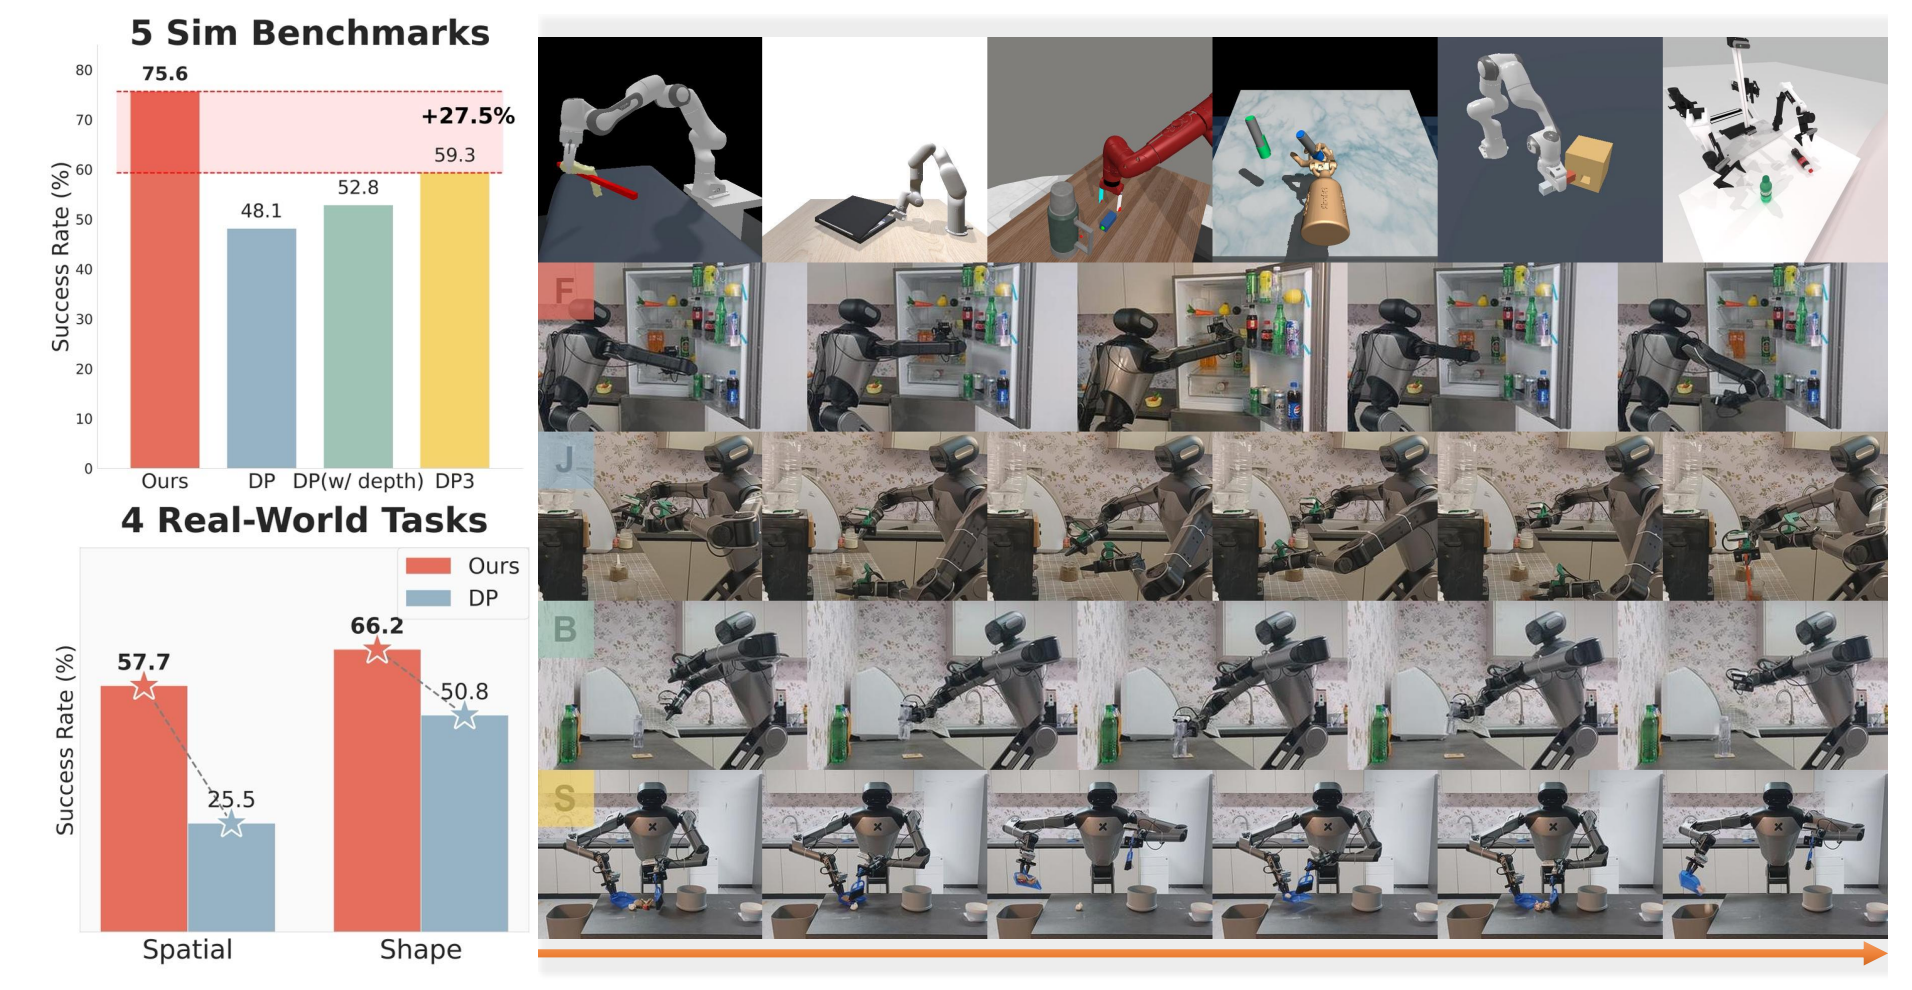 5 Sim Benchmarks
Success Rate (%)
80
70
60
50
40
30
20
10
0
75.6
48.1
52.8
59.3
+27.5%
Ours
DP
DP(w/ depth)
DP3
4 Real-World Tasks
Success Rate (%)
Ours
DP
57.7
25.5
66.2
50.8
Spatial
Shape
F
J
B
S